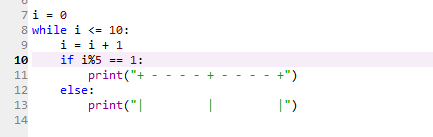 7 i = 0
8 while i <= 10:
9     i = i + 1
10     if i%5 == 1:
11         print("+ - - - - + - - - - +")
12     else:
13         print("|         |         |")
14